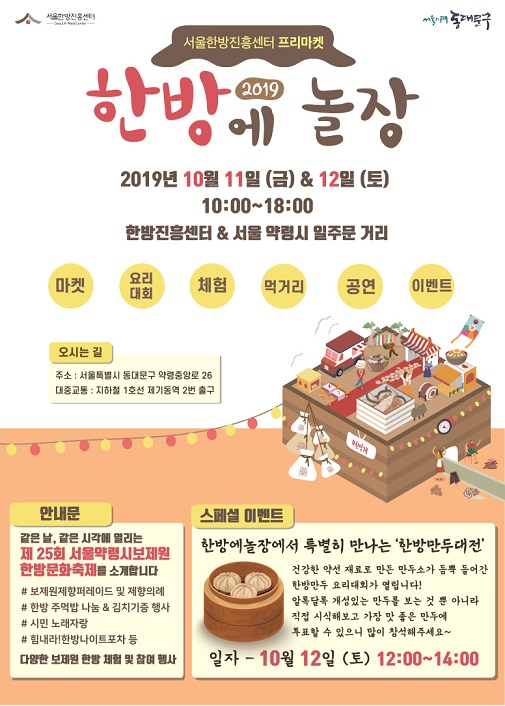 서울한방진흥센터
Seoul K-Medi Center
서울시 동대문구
서울한방진흥센터 프리마켓
2019
한방에 놀장
2019년 10월 11일 (금) & 12일 (토)
10:00~18:00
한방진흥센터 & 서울 약령시 일주문 거리
마켓
요리
대회
체험
먹거리
공연
이벤트
오시는 길
주소 : 서울특별시 동대문구 약령중앙로 26
대중교통 : 지하철 1호선 제기동역 2번 출구
안내문
같은 날, 같은 시각에 열리는
제 25회 서울약령시보제원
한방문화축제를 소개합니다
# 보제원제향퍼레이드 및 제향의례
# 한방 주먹밥 나눔 & 김치기증 행사
# 시민 노래자랑
# 힘내라!한방나이트포차 등
다양한 보제원 한방 체험 및 참여 행사
스페셜 이벤트
한방에놀장에서 특별히 만나는 '한방만두대전'
건강한 약선 재료로 만든 만두소가 듬뿍 들어간
한방만두 요리대회가 열립니다!
알록달록 개성있는 만두를 보는 것 뿐 아니라
직접 시식해보고 가장 맛 좋은 만두에
투표할 수 있으니 많이 참석해주세요~
일자 - 10월 12일 (토) 12:00~14:00